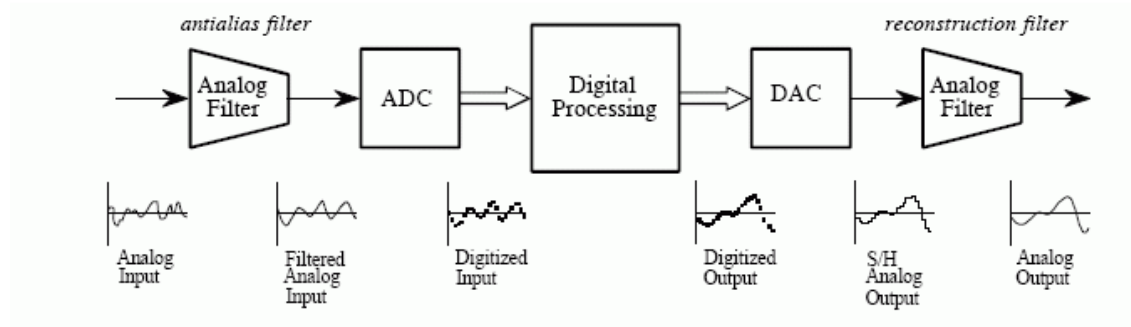 antialias filter
reconstruction filter
Analog
Filter
ADC
Digital
Processing
DAC
Analog
Filter
Analog
Input
Filtered
Analog
Input
Digitized
Input
Digitized
Output
S/H
Analog
Output
Analog
Output